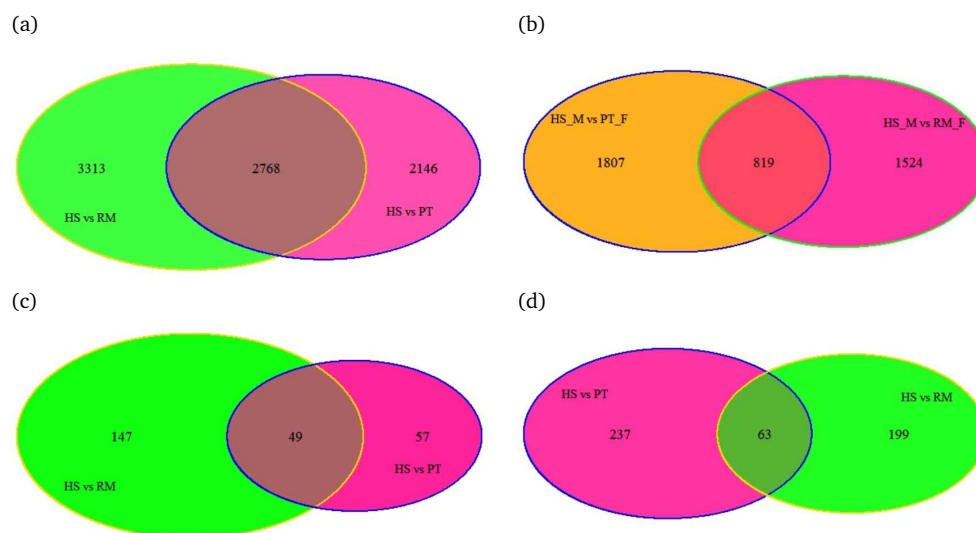 (a)
3313
2768
2146
HS vs RM
HS vs PT
(b)
HS_M vs PT_F
HS_M vs RM_F
1807
819
1524
(c)
147
49
57
HS vs RM
HS vs PT
(d)
HS vs PT
HS vs RM
237
63
199